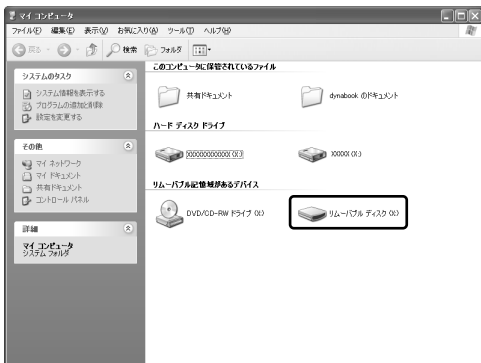 マイ コンピュータ
ファイル(F) 編集(E) 表示(V) お気に入り(A) ツール(T) ヘルプ(H)
戻る 検索 フォルダ
システムのタスク
システム情報を表示する
プログラムの追加と削除
設定を変更する
その他
マイ ネットワーク
マイ ドキュメント
共有ドキュメント
コントロール パネル
詳細
マイ コンピュータ
システム フォルダ
このコンピュータに保管されているファイル
共有ドキュメント dynabook のドキュメント
ハード ディスク ドライブ
XXXXXXXXXXX (X:) XXXXX (X:)
リムーバブル記憶域があるデバイス
DVD/CD-RW ドライブ (X:) リムーバブル ディスク (X:)